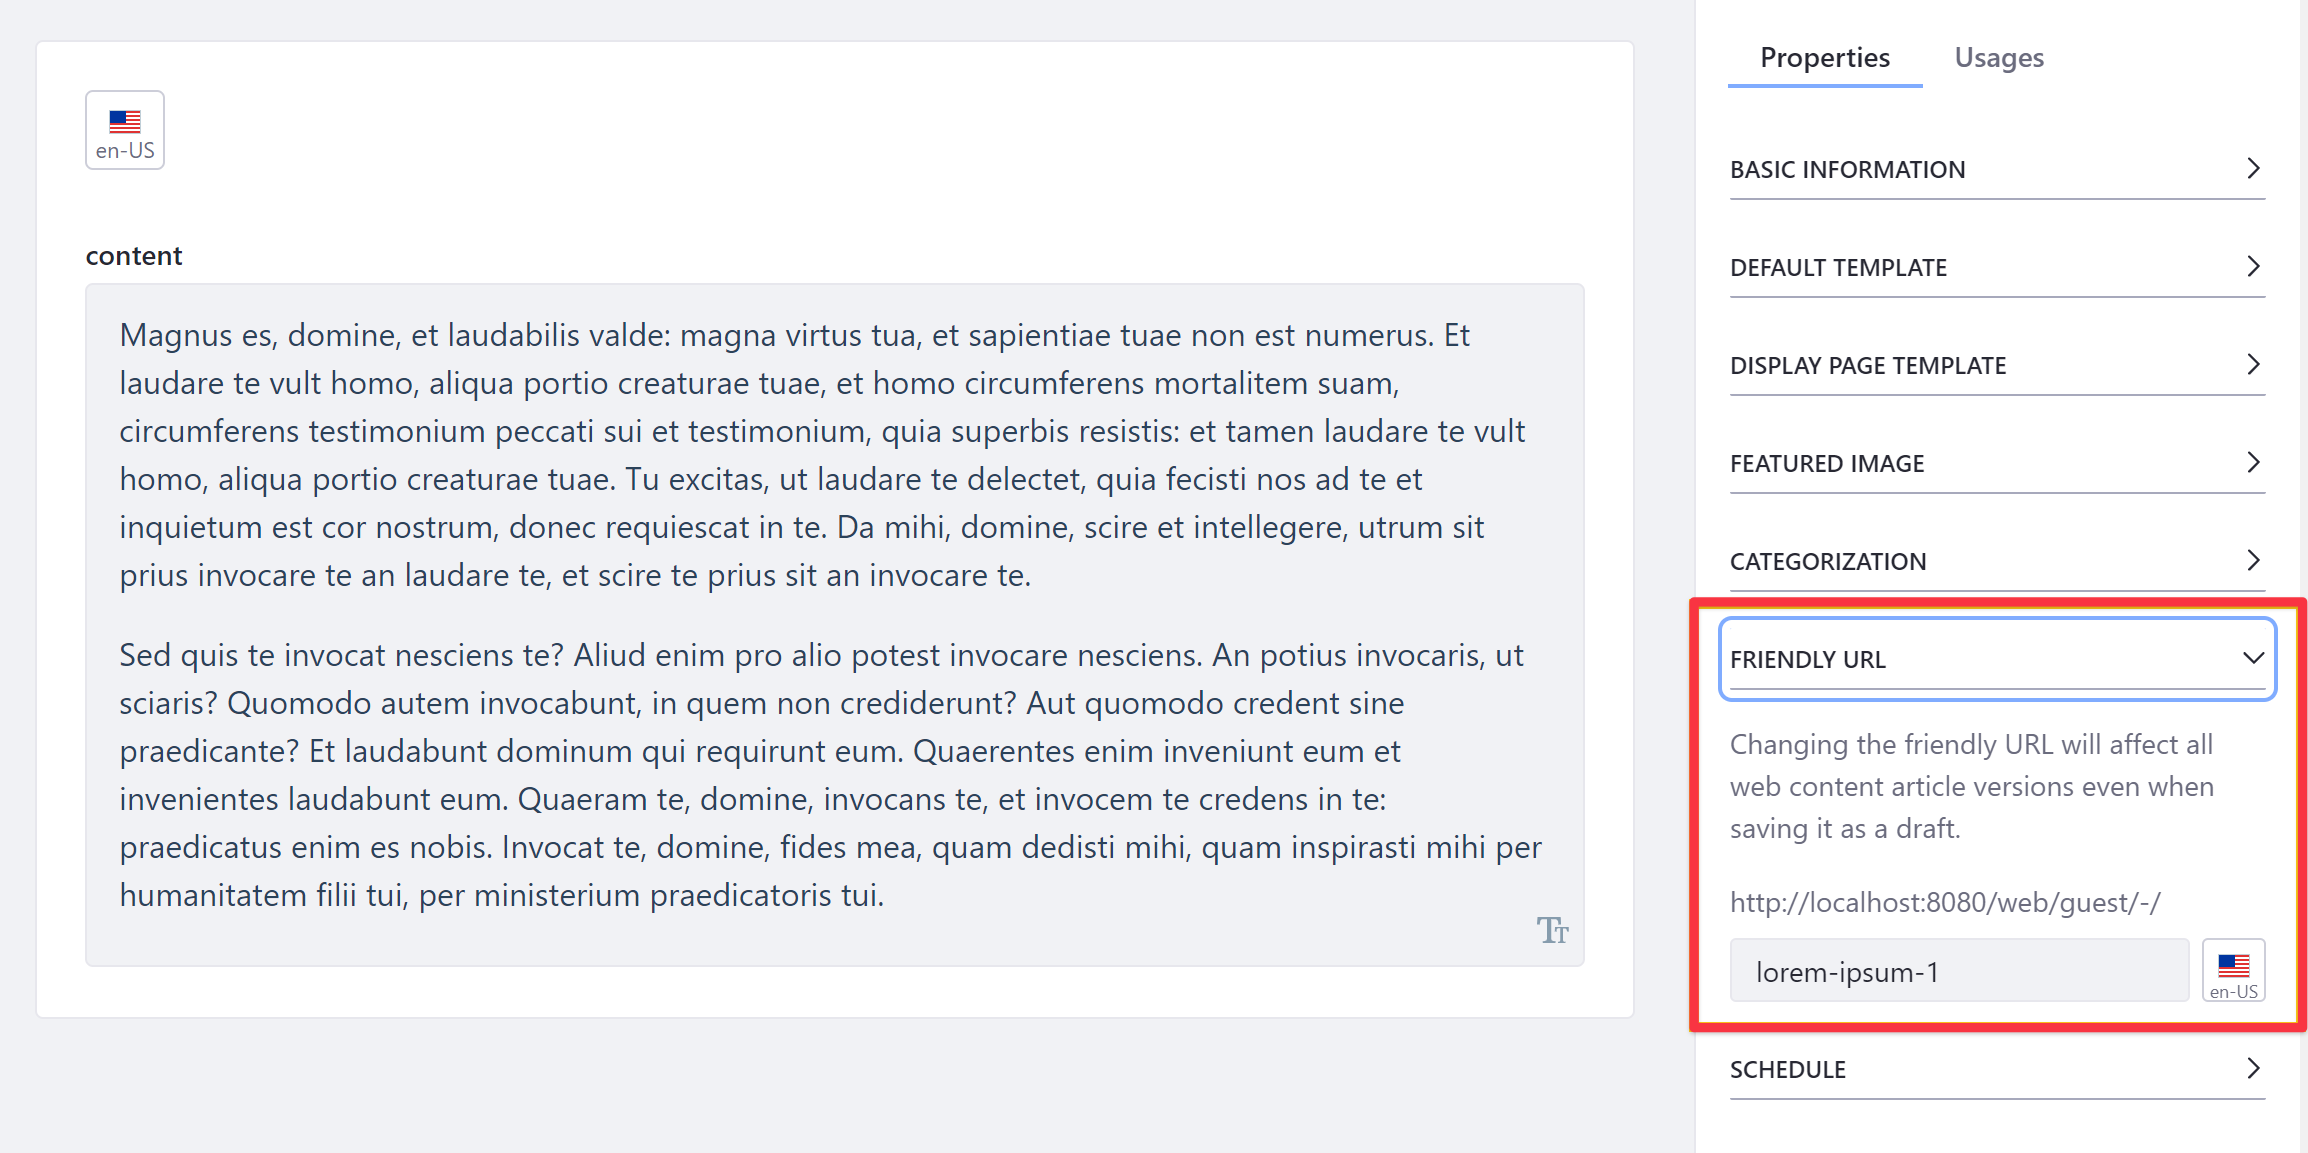 en-US
content
Magnus es, domine, et laudabilis valde: magna virtus tua, et sapientiae tuae non est numerus. Et
laudare te vult homo, aliqua portio creaturae tuae, et homo circumferens mortalitem suam,
circumferens testimonium peccati sui et testimonium, quia superbis resistis: et tamen laudare te vult
homo, aliqua portio creaturae tuae. Tu excitas, ut laudare te delectet, quia fecisti nos ad te et
inquietum est cor nostrum, donec requiescat in te. Da mihi, domine, scire et intellegere, utrum sit
prius invocare te an laudare te, et scire te prius sit an invocare te.
Sed quis te invocat nesciens te? Aliud enim pro alio potest invocare nesciens. An potius invocaris, ut
sciaris? Quomodo autem invocabunt, in quem non crediderunt? Aut quomodo credent sine
praedicante? Et laudabunt dominum qui requirunt eum. Quaerentes enim inveniunt eum et
invenientes laudabunt eum. Quaeram te, domine, invocans te, et invocem te credens in te:
praedicatus enim es nobis. Invocat te, domine, fides mea, quam dedisti mihi, quam inspirasti mihi per
humanitatem filii tui, per ministerium praedicatoris tui.
Properties
Usages
BASIC INFORMATION
DEFAULT TEMPLATE
DISPLAY PAGE TEMPLATE
FEATURED IMAGE
CATEGORIZATION
FRIENDLY URL
Changing the friendly URL will affect all
web content article versions even when
saving it as a draft.
http://localhost:8080/web/guest/-/
lorem-ipsum-1
en-US
SCHEDULE